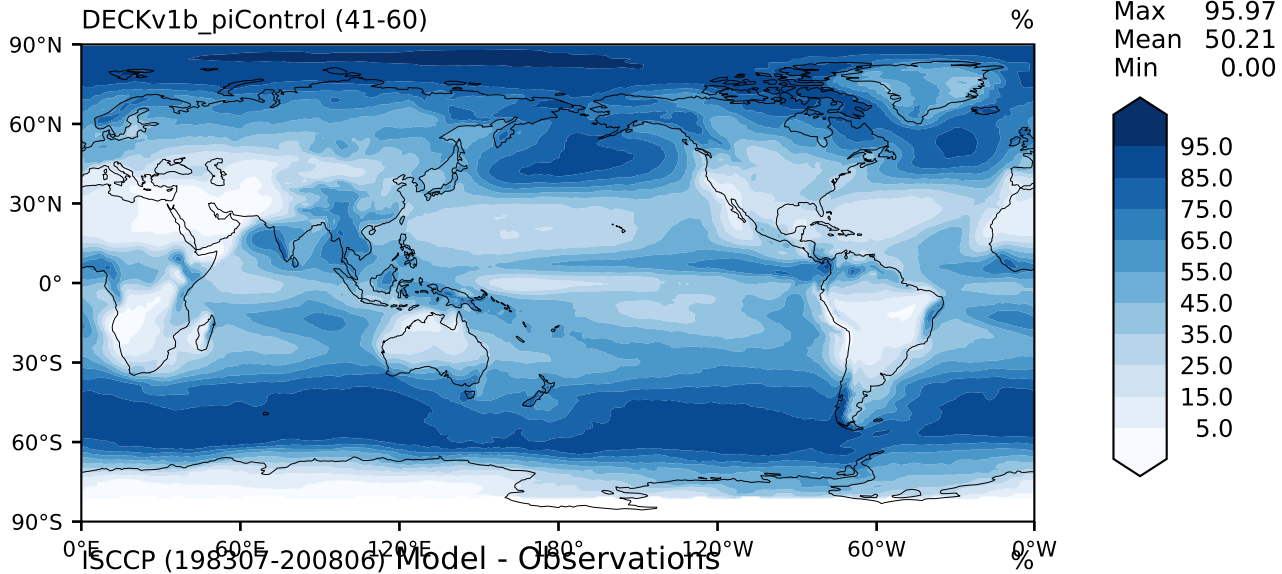 DECKv1b_piControl (41-60) %
Max 95.97
Mean 50.21
Min 0.00
90°N
60°N
30°N
0°
30°S
60°S
90°S
95.0
85.0
75.0
65.0
55.0
45.0
35.0
25.0
15.0
5.0
0°E 60°E 120°E 180° 120°W 60°W 0°W
ISCCP (198307-200806) Model - Observations %